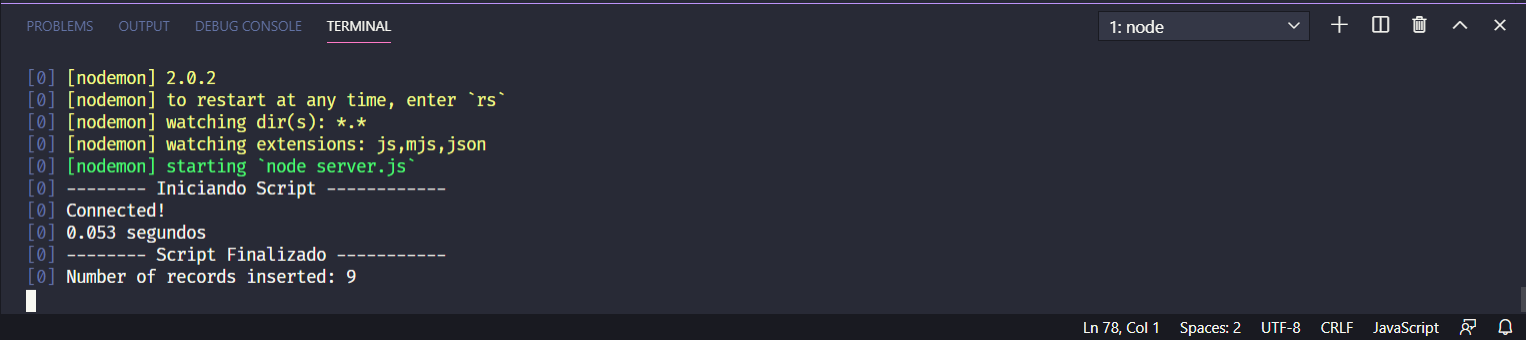 PROBLEMS OUTPUT DEBUG CONSOLE TERMINAL 1: node
[0] [nodemon] 2.0.2
[0] [nodemon] to restart at any time, enter `rs`
[0] [nodemon] watching dir(s): *.*
[0] [nodemon] watching extensions: js,mjs,json
[0] [nodemon] starting `node server.js`
[0] -------- Iniciando Script ------------
[0] Connected!
[0] 0.053 segundos
[0] -------- Script Finalizado -----------
[0] Number of records inserted: 9
Ln 78, Col 1 Spaces: 2 UTF-8 CRLF JavaScript